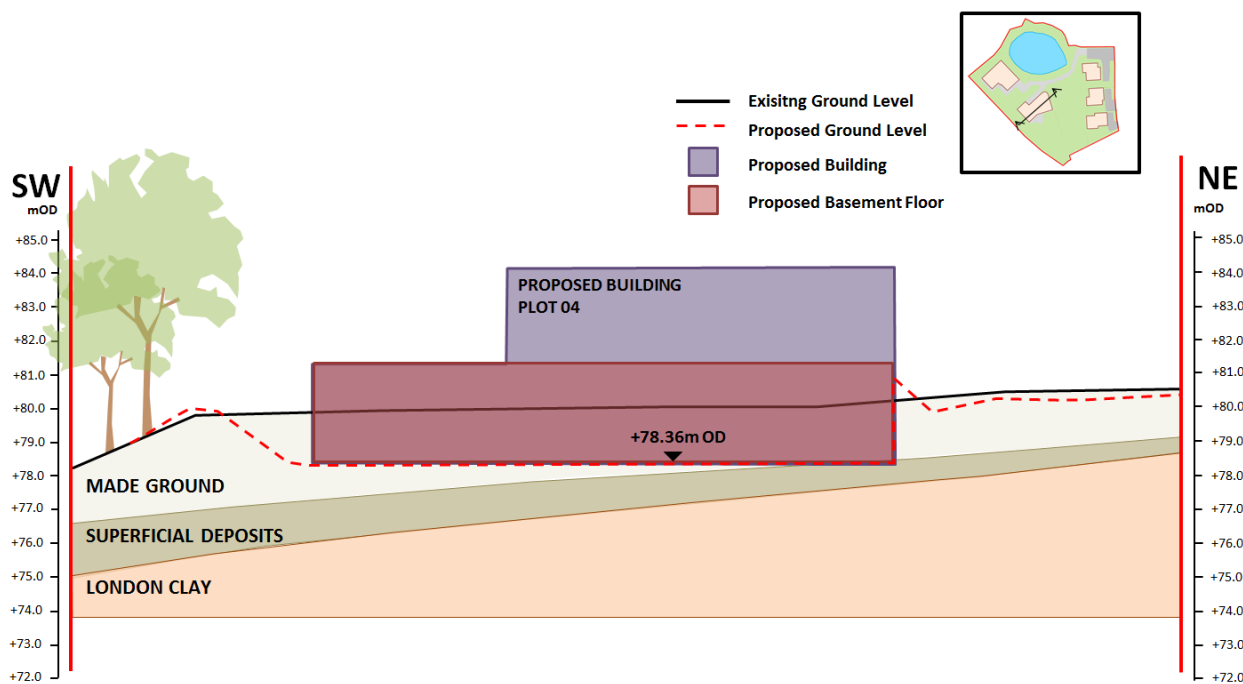 Exisitng Ground Level
Proposed Ground Level
Proposed Building
Proposed Basement Floor
SW
mOD
NE
mOD
+85.0
+84.0
+83.0
+82.0
+81.0
+80.0
+79.0
+78.0
+77.0
+76.0
+75.0
+74.0
+73.0
+72.0
PROPOSED BUILDING
PLOT 04
+78.36m OD
MADE GROUND
SUPERFICIAL DEPOSITS
LONDON CLAY
+85.0
+84.0
+83.0
+82.0
+81.0
+80.0
+79.0
+78.0
+77.0
+76.0
+75.0
+74.0
+73.0
+72.0